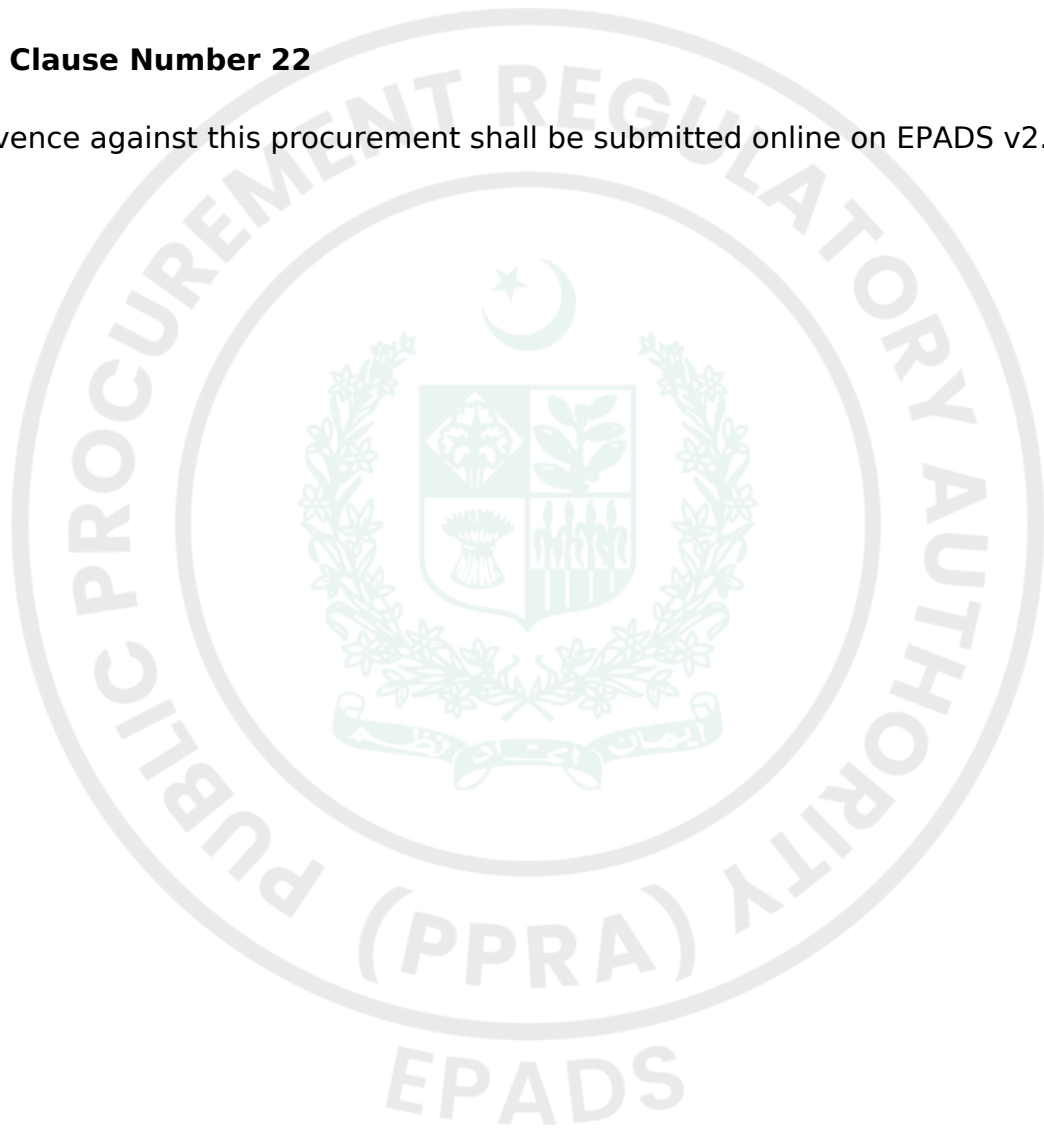 Clause Number 22
vence against this procurement shall be submitted online on EPADS v2.
PUBLIC PROCUREMENT REGULATORY AUTHORITY
(PPRA)
EPADS